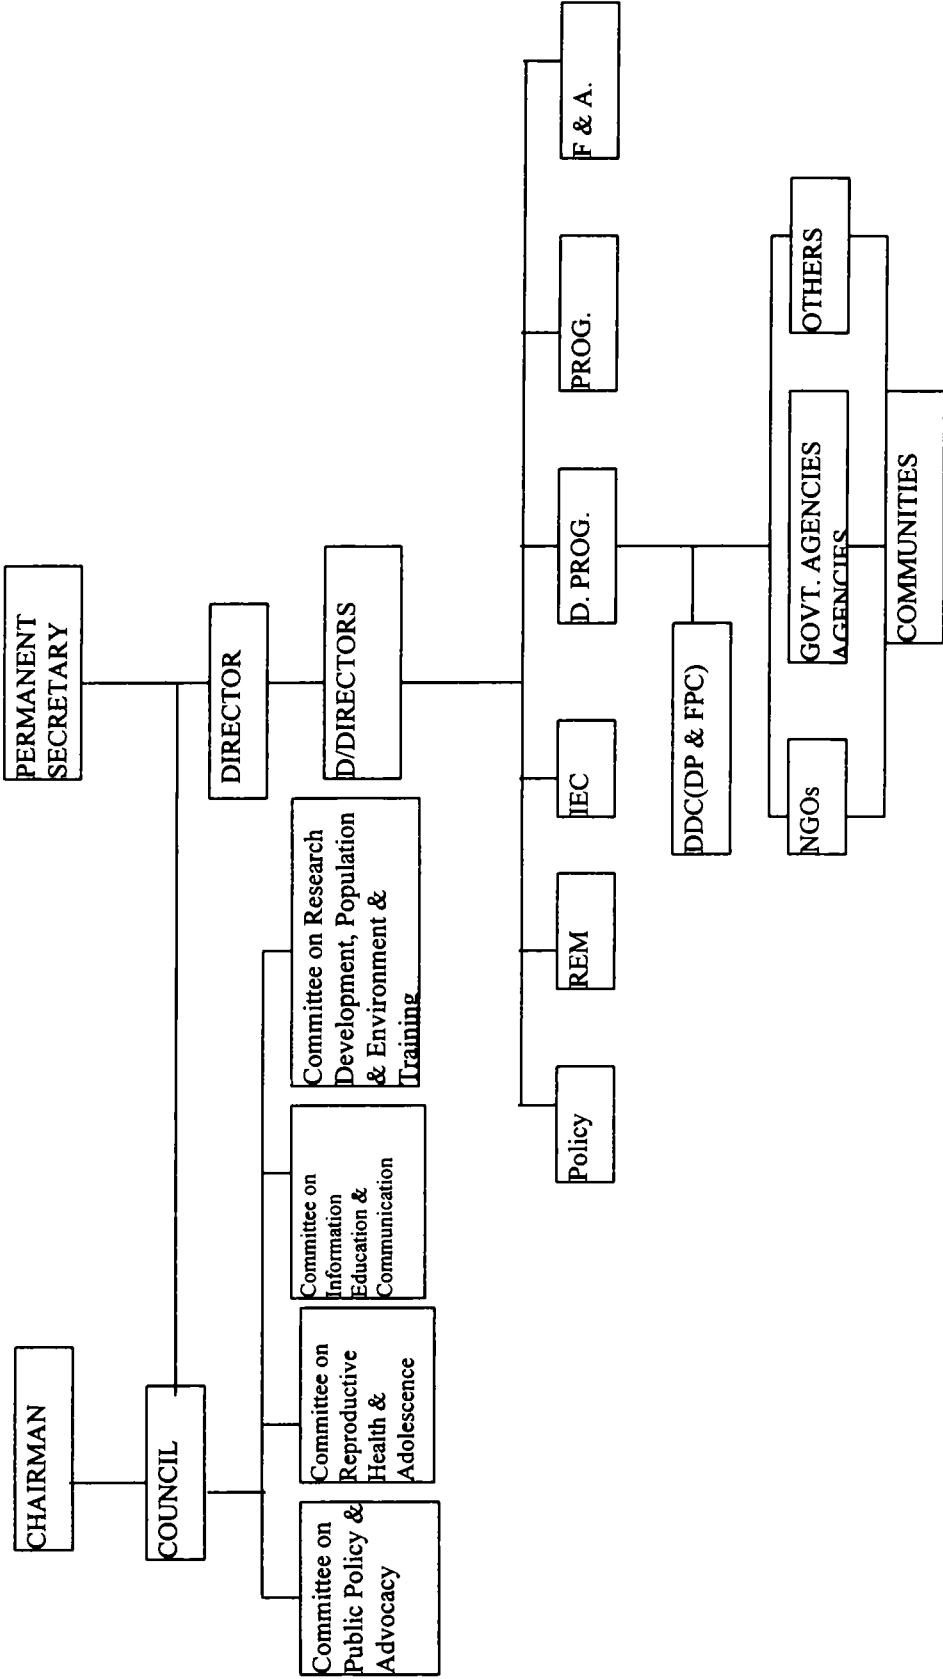 CHAIRMAN
PERMANENT
SECRETARY
COUNCIL
DIRECTOR
Committee on
Public Policy &
Advocacy
Committee on
Reproductive
Health &
Adolescence
Committee on
Information
Education &
Communication
Committee on Research
Development, Population
& Environment &
Training
D/DIRECTORS
Policy
REM
IEC
D. PROG.
PROG.
F & A.
DDC(DP & FPC)
NGOs
GOVT. AGENCIES
AGENCIES
OTHERS
COMMUNITIES